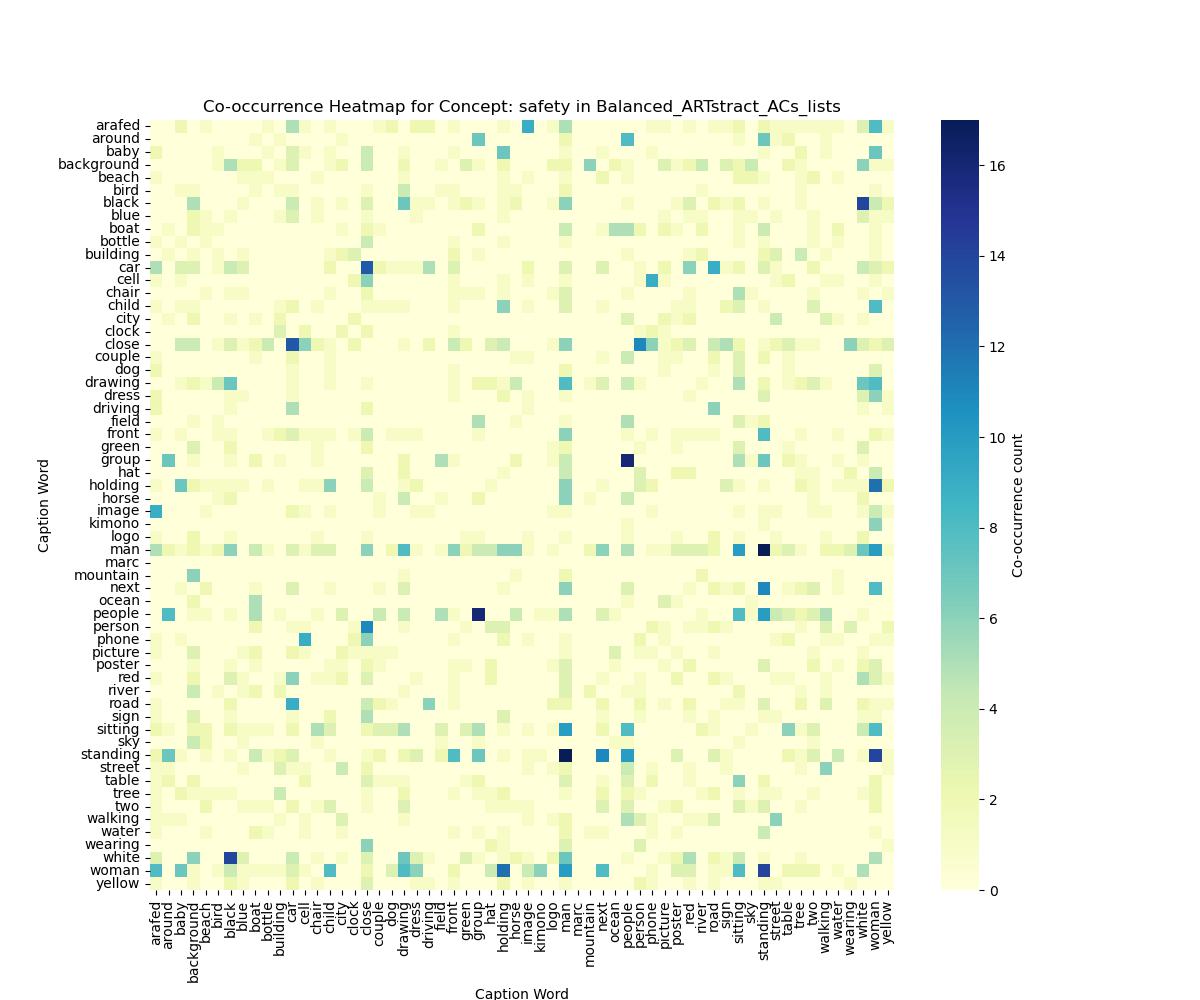 Co-occurrence Heatmap for Concept: safety in Balanced_ARTstract_ACs_lists
Caption Word
arafed
around
baby
background
beach
bird
black
blue
boat
bottle
building
car
cell
chair
child
city
clock
close
couple
dog
drawing
dress
driving
field
front
green
group
hat
holding
horse
image
kimono
logo
man
marc
mountain
next
ocean
people
person
phone
picture
poster
red
river
road
sign
sitting
sky
standing
street
table
tree
two
walking
water
wearing
white
woman
yellow
arafed
around
baby
background
beach
bird
black
blue
boat
bottle
building
car
cell
chair
child
city
clock
close
couple
dog
drawing
dress
driving
field
front
green
group
hat
holding
horse
image
kimono
logo
man
marc
mountain
next
ocean
people
person
phone
picture
poster
red
river
road
sign
sitting
sky
standing
street
table
tree
two
walking
water
wearing
white
woman
yellow
Caption Word
16
14
12
10
8
6
4
2
0
Co-occurrence count